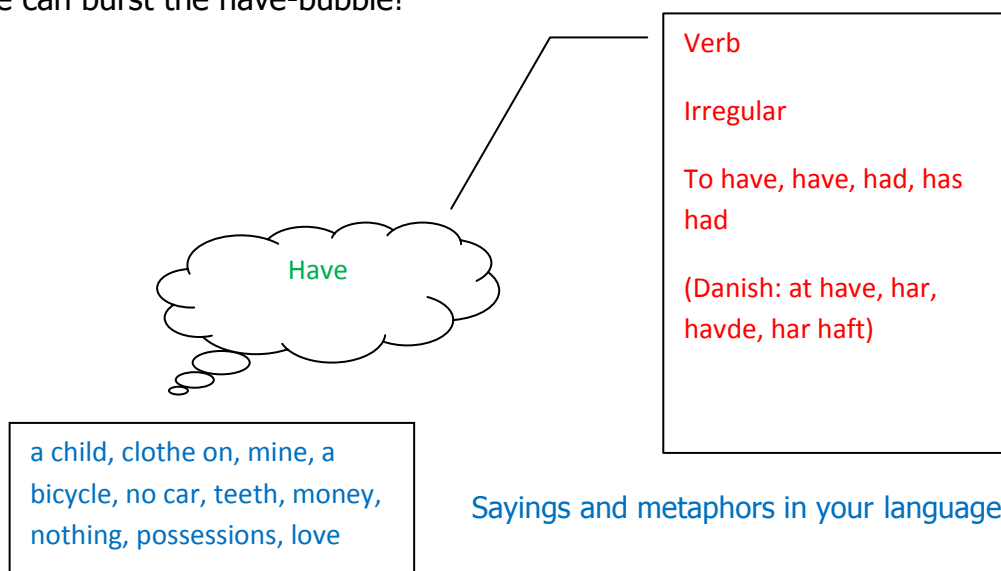 e can burst the have-bubble!
Verb
Irregular
To have, have, had, has
had
(Danish: at have, har,
havde, har haft)
Have
a child, clothe on, mine, a
bicycle, no car, teeth, money,
nothing, possessions, love
Sayings and metaphors in your language